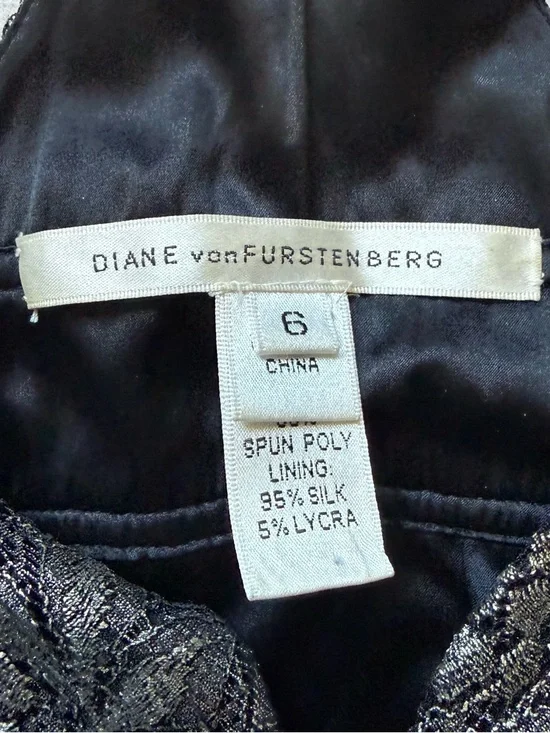 DIANE vonFURSTENBERG
6
CHINA
SPUN POLY
LINING:
95% SILK
5% LYCRA